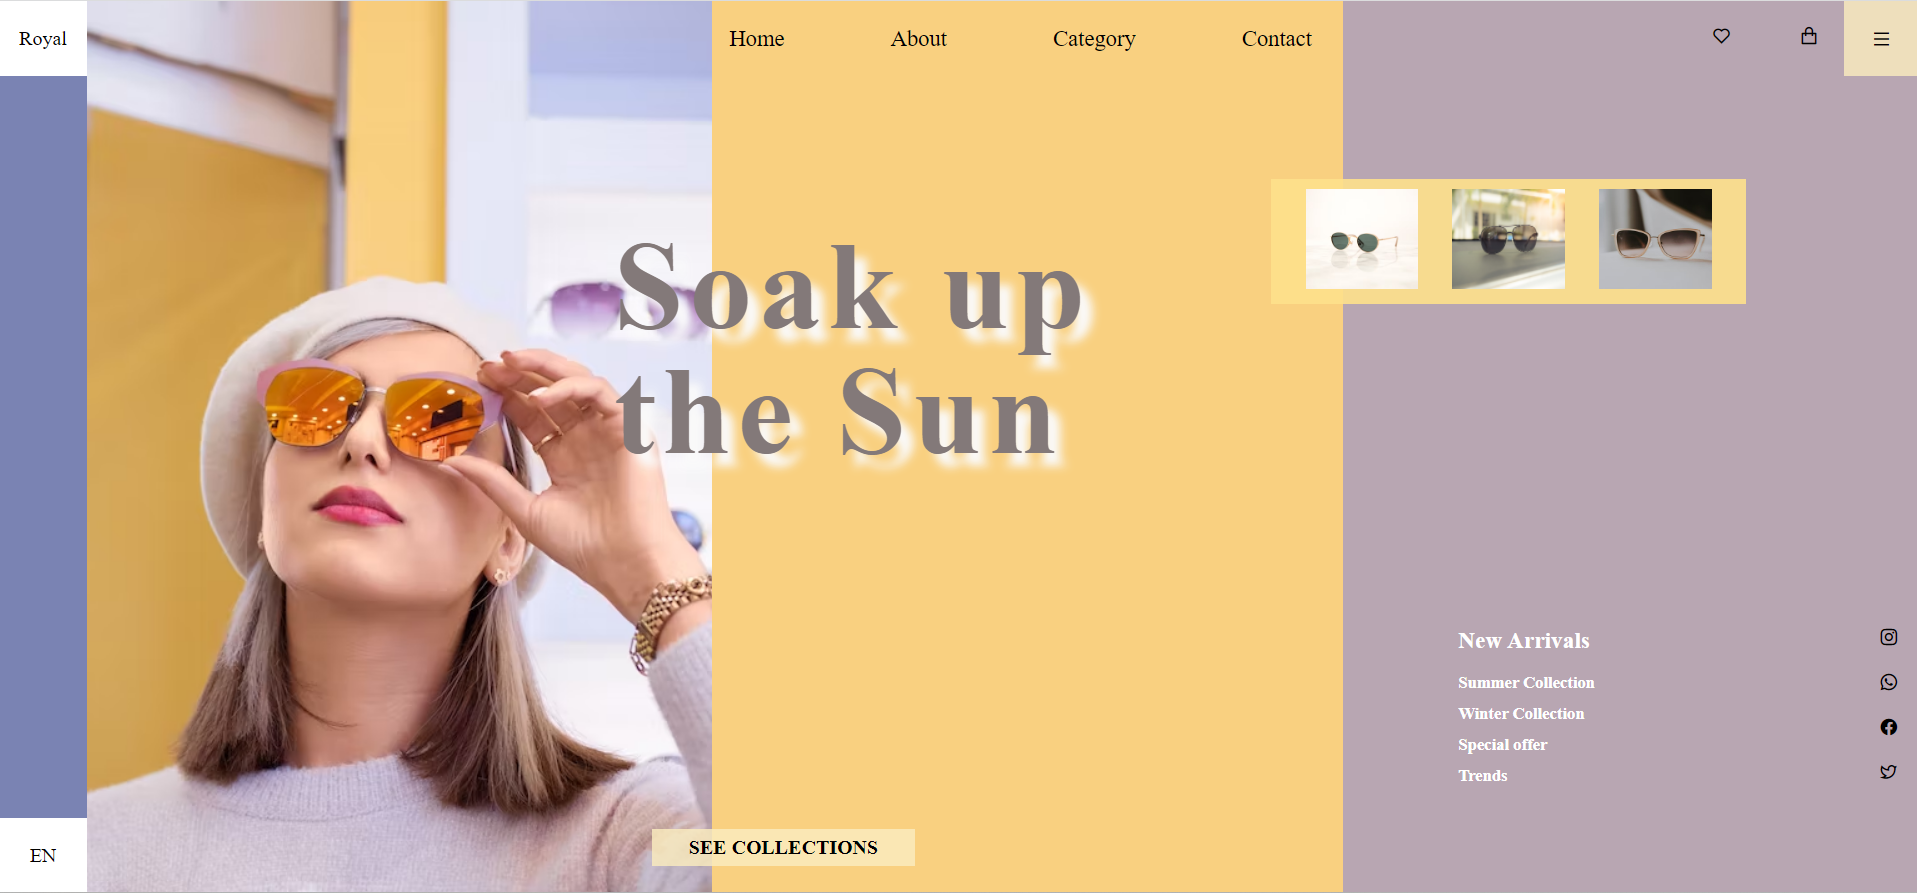 Royal
Home
About
Category
Contact
Soak up
the Sun
New Arrivals
Summer Collection
Winter Collection
Special offer
Trends
SEE COLLECTIONS
EN